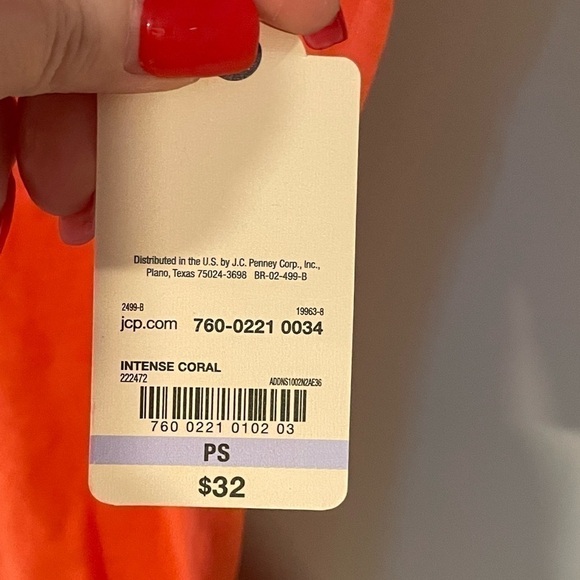 Distributed in the U.S. by J.C. Penney Corp., Inc.,
Plano, Texas 75024-3698 BR-02-499-B
2499-B 19963-8
jcp.com 760-0221 0034
INTENSE CORAL
222472 ADDNS1002N2AE36
760 0221 0102 03
PS
$32